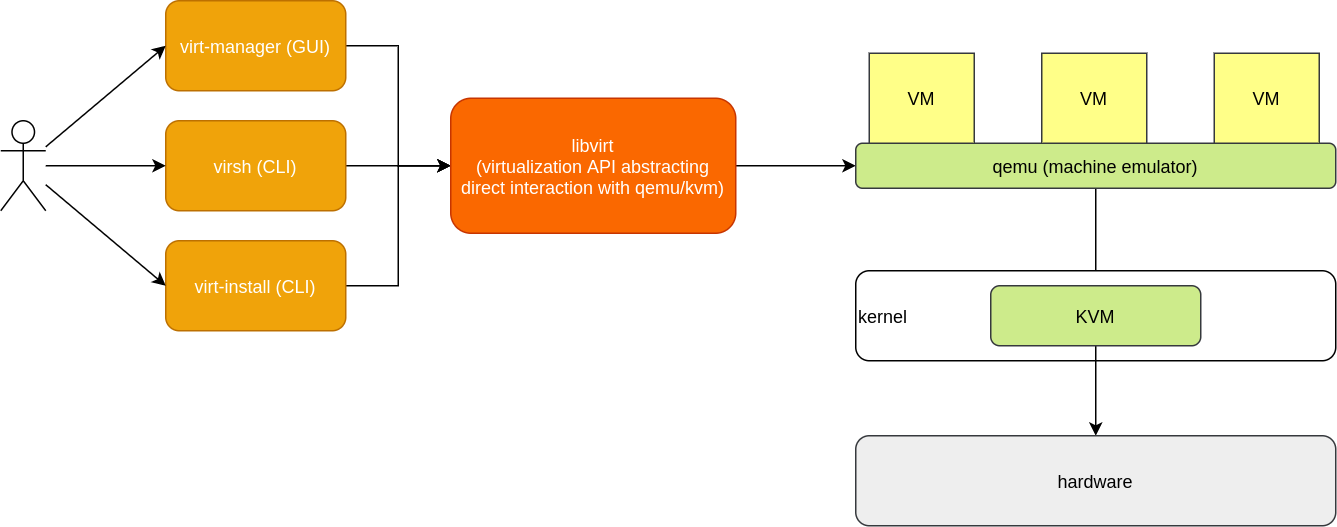 virt-manager (GUI)
virsh (CLI)
virt-install (CLI)
libvirt
(virtualization API abstracting
direct interaction with qemu/kvm)
VM
VM
VM
qemu (machine emulator)
kernel
KVM
hardware